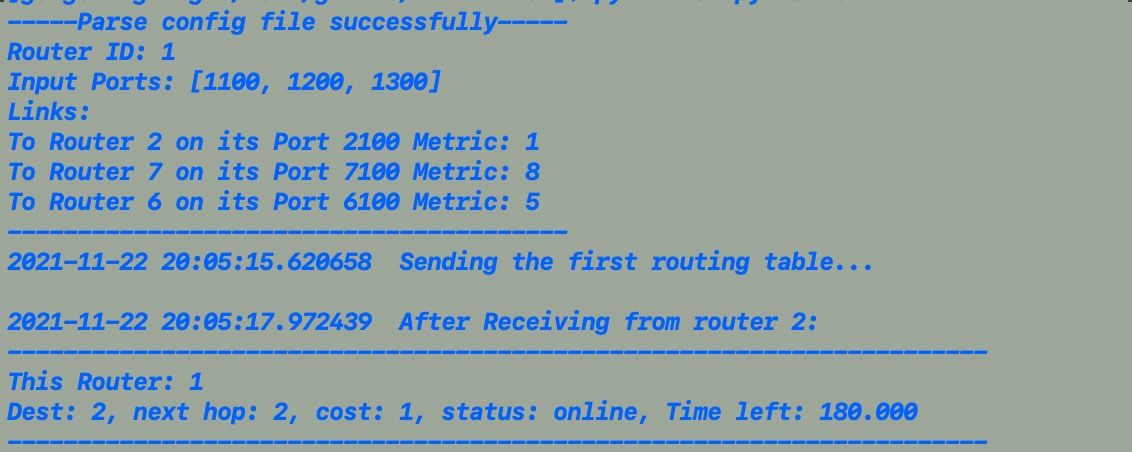 -----Parse config file successfully-----
Router ID: 1
Input Ports: [1100, 1200, 1300]
Links:
To Router 2 on its Port 2100 Metric: 1
To Router 7 on its Port 7100 Metric: 8
To Router 6 on its Port 6100 Metric: 5
----------------------------------------
2021-11-22 20:05:15.620658  Sending the first routing table...
2021-11-22 20:05:17.972439  After Receiving from router 2:
----------------------------------------------------------------------
This Router: 1
Dest: 2, next hop: 2, cost: 1, status: online, Time left: 180.000
----------------------------------------------------------------------